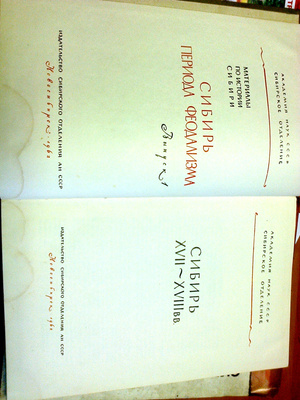 АКАДЕМИЯ НАУК СССР
СИБИРСКОЕ ОТДЕЛЕНИЕ
МАТЕРИАЛЫ
ПО ИСТОРИИ
СИБИРИ
СИБИРЬ
ПЕРИОДА ФЕОДАЛИЗМА
Выпуск 1
ИЗДАТЕЛЬСТВО СИБИРСКОГО ОТДЕЛЕНИЯ АН СССР
Новосибирск 1962
АКАДЕМИЯ НАУК СССР
СИБИРСКОЕ ОТДЕЛЕНИЕ
СИБИРЬ
XVII~XVIII вв.
ИЗДАТЕЛЬСТВО СИБИРСКОГО ОТДЕЛЕНИЯ АН СССР
Новосибирск 1962